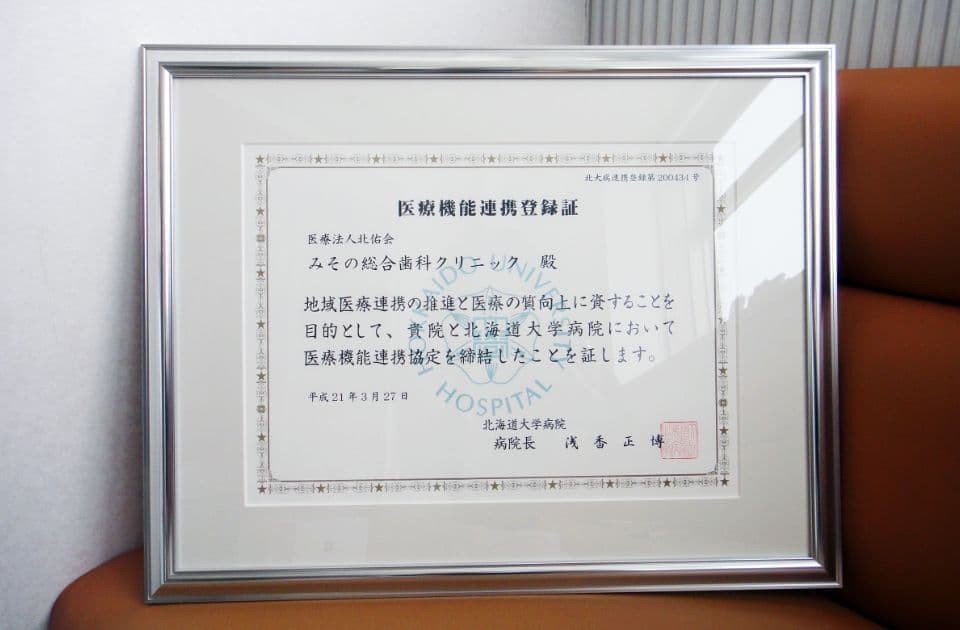 北大病連携登録第200434号
医療機能連携登録証
医療法人北佑会
みその総合歯科クリニック 殿
地域医療連携の推進と医療の質向上に資することを
目的として、貴院と北海道大学病院において
医療機能連携協定を締結したことを証します。
HOKKAIDO UNIVERSITY
HOSPITAL
平成21年3月27日
北海道大学病院
病院長 浅香正博